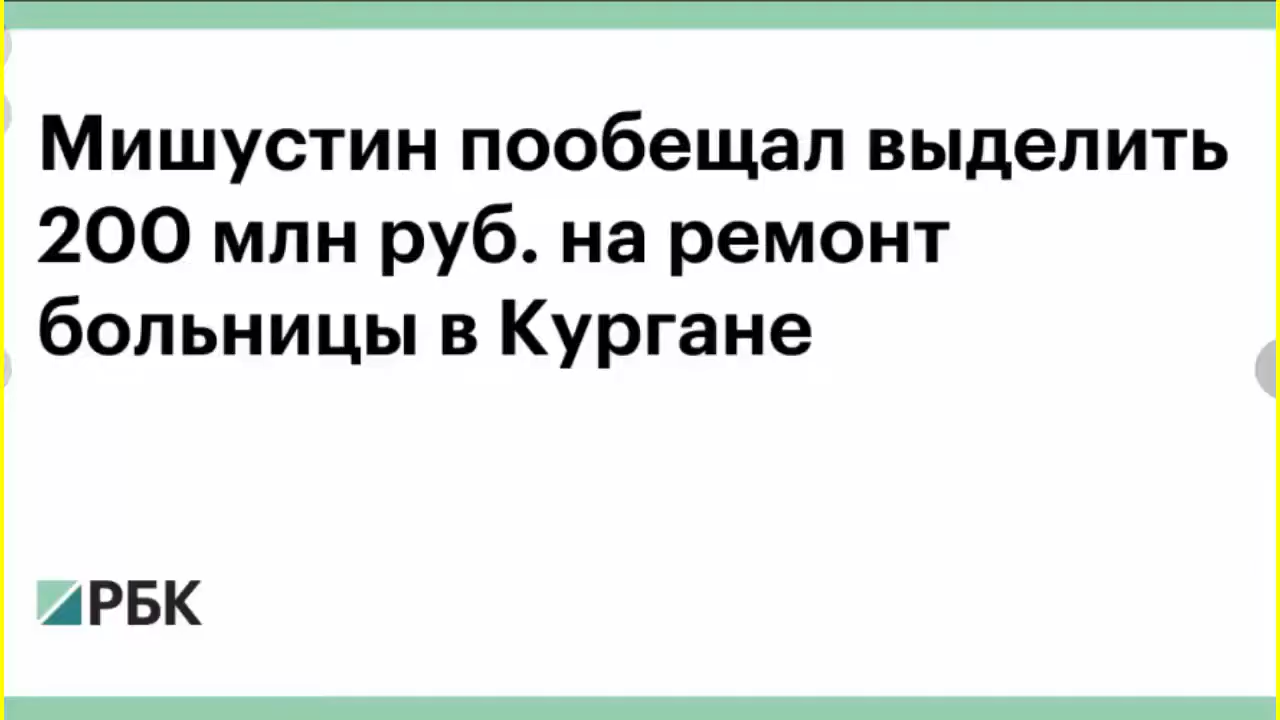 Мишустин пообещал выделить
200 млн руб. на ремонт
больницы в Кургане
РБК